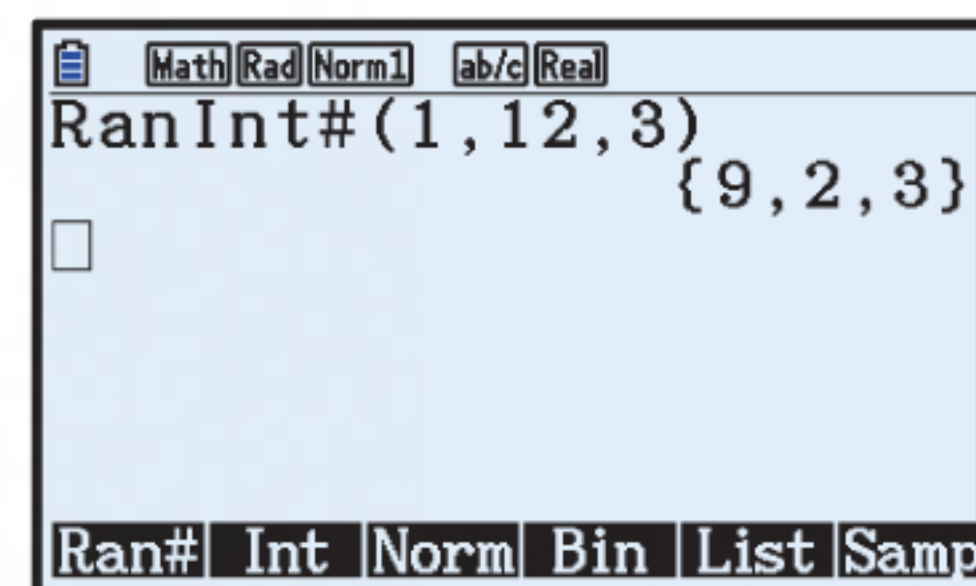 Math Rad Norm1 ab/c Real
RanInt#(1,12,3)
{9,2,3}
Ran# Int Norm Bin List Samp